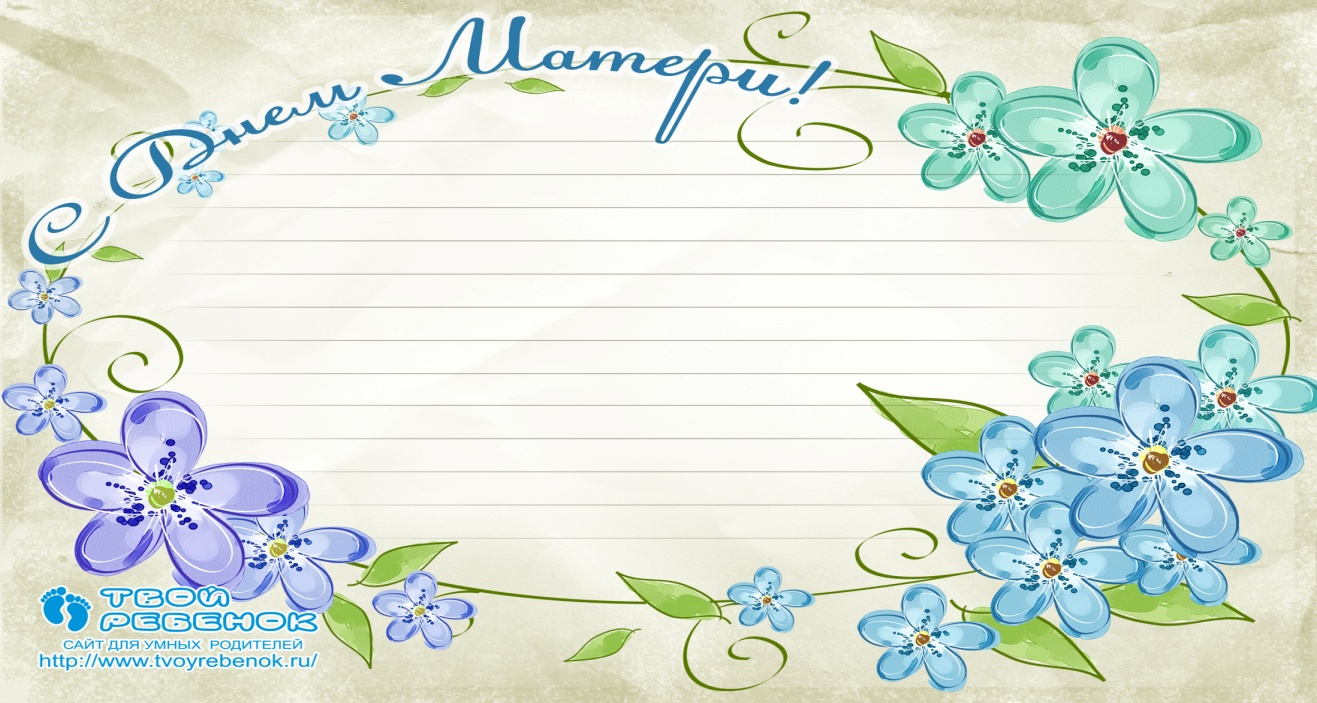 С Днем Матери!
ТВОЙ
РЕБЕНОК
САЙТ ДЛЯ УМНЫХ РОДИТЕЛЕЙ
http://www.tvoyrebenok.ru/